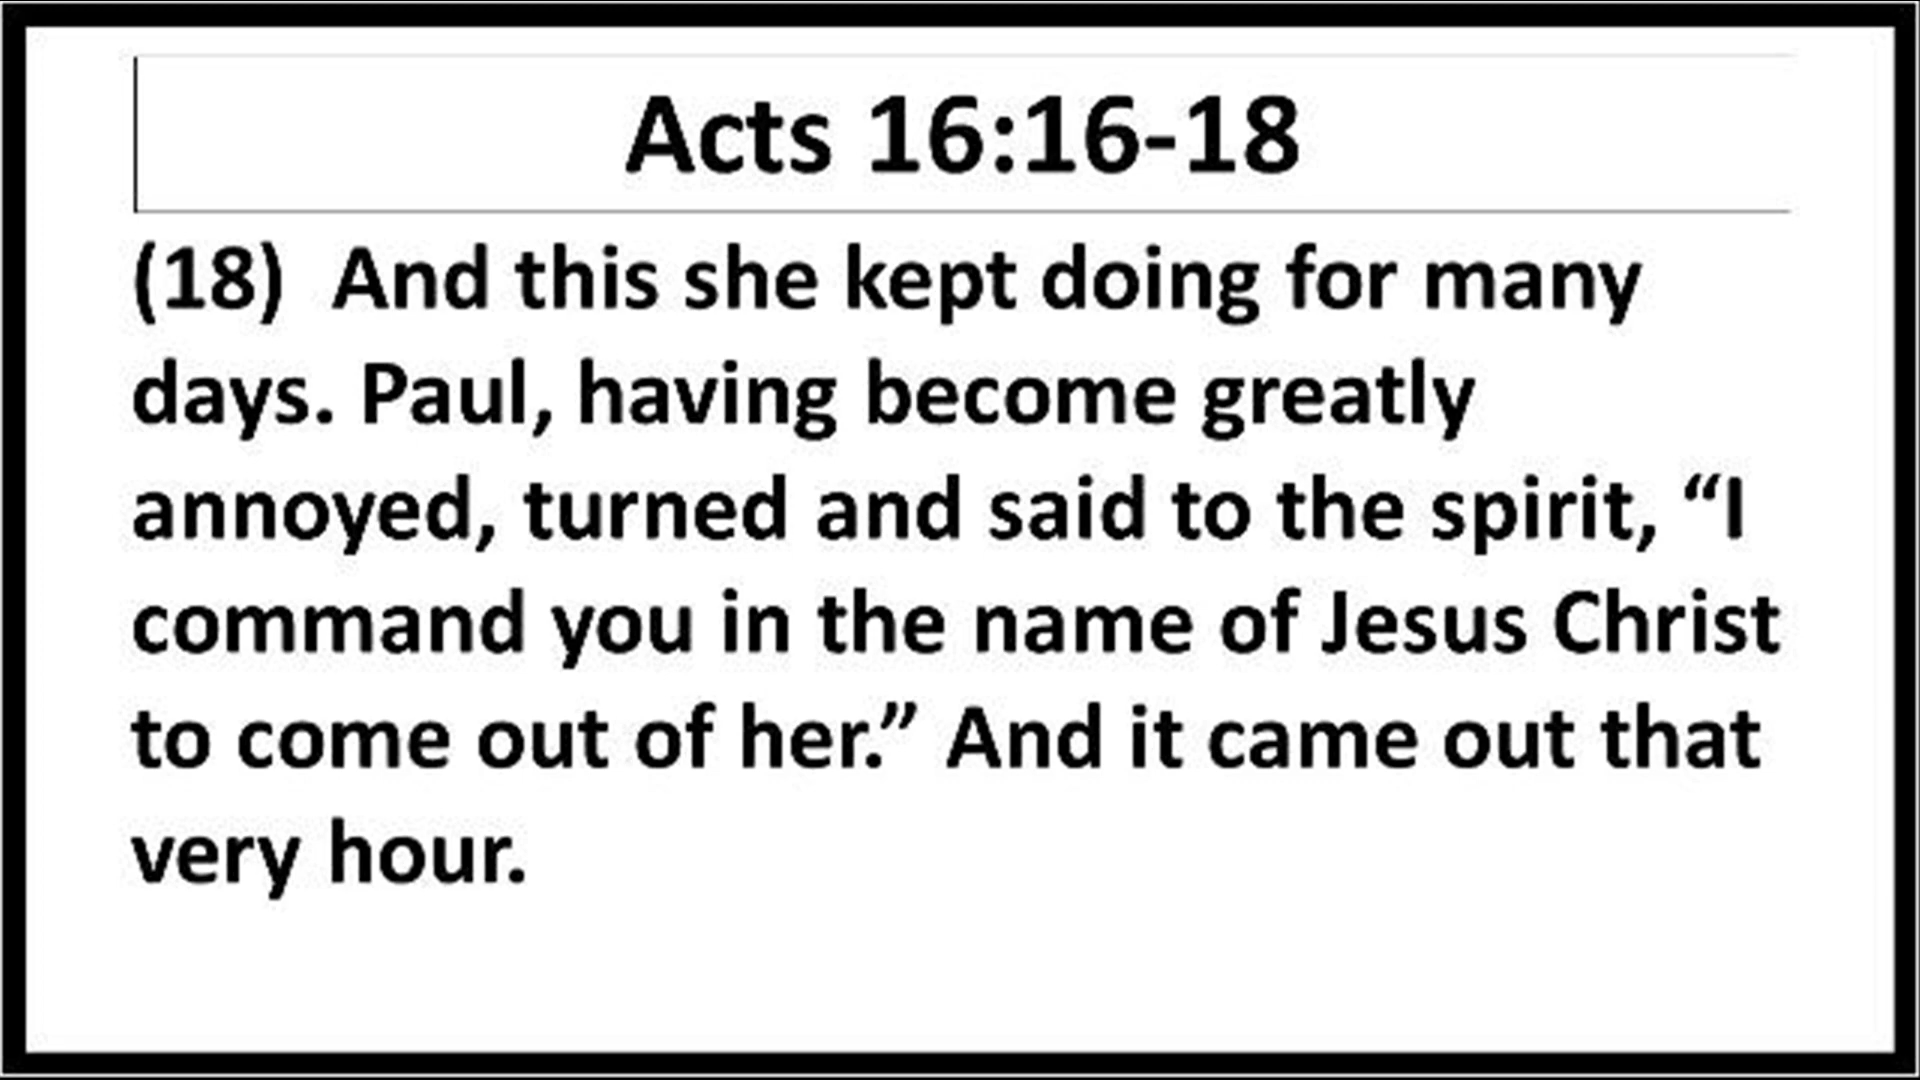 Acts 16:16-18
(18)  And this she kept doing for many
days. Paul, having become greatly
annoyed, turned and said to the spirit, “I
command you in the name of Jesus Christ
to come out of her.” And it came out that
very hour.